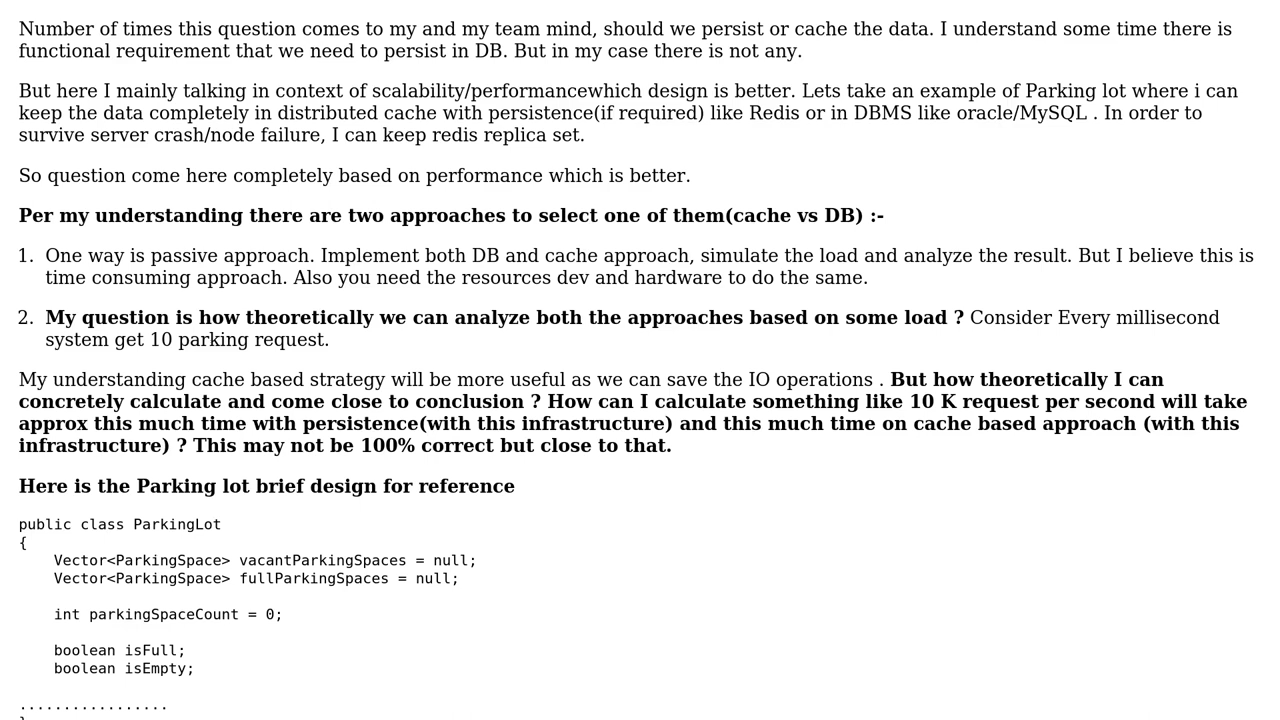 Number of times this question comes to my and my team mind, should we persist or cache the data. I understand some time there is
functional requirement that we need to persist in DB. But in my case there is not any.
But here I mainly talking in context of scalability/performancewhich design is better. Lets take an example of Parking lot where i can
keep the data completely in distributed cache with persistence(if required) like Redis or in DBMS like oracle/MySQL . In order to
survive server crash/node failure, I can keep redis replica set.
So question come here completely based on performance which is better.
Per my understanding there are two approaches to select one of them(cache vs DB) :-
1. One way is passive approach. Implement both DB and cache approach, simulate the load and analyze the result. But I believe this is
time consuming approach. Also you need the resources dev and hardware to do the same.
2. My question is how theoretically we can analyze both the approaches based on some load ? Consider Every millisecond
system get 10 parking request.
My understanding cache based strategy will be more useful as we can save the IO operations . But how theoretically I can
concretely calculate and come close to conclusion ? How can I calculate something like 10 K request per second will take
approx this much time with persistence(with this infrastructure) and this much time on cache based approach (with this
infrastructure) ? This may not be 100% correct but close to that.
Here is the Parking lot brief design for reference
public class ParkingLot
{
    Vector<ParkingSpace> vacantParkingSpaces = null;
    Vector<ParkingSpace> fullParkingSpaces = null;
    int parkingSpaceCount = 0;
    boolean isFull;
    boolean isEmpty;
.................
}